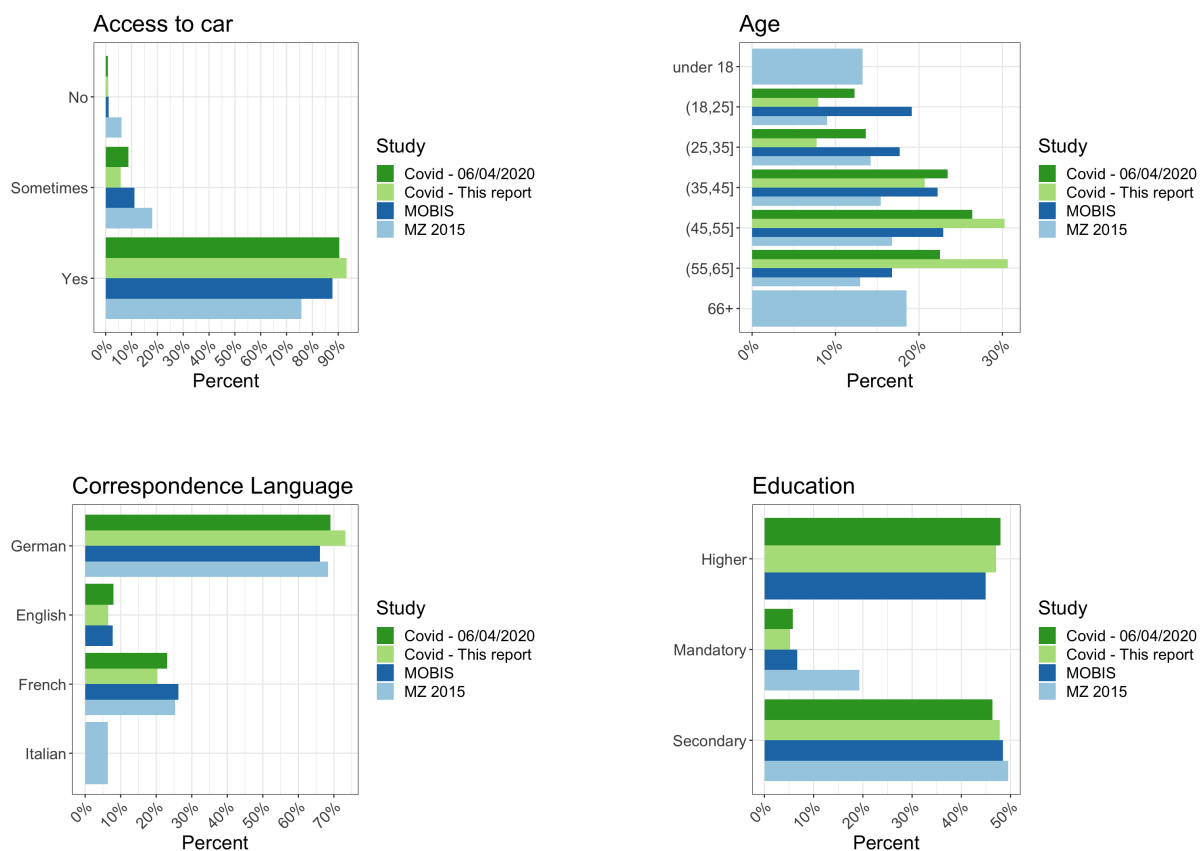 Access to car
No
Sometimes
Yes
0% 10% 20% 30% 40% 50% 60% 70% 80% 90%
Percent
Study
Covid - 06/04/2020
Covid - This report
MOBIS
MZ 2015
Age
under 18
(18,25]
(25,35]
(35,45]
(45,55]
(55,65]
66+
0% 10% 20% 30%
Percent
Study
Covid - 06/04/2020
Covid - This report
MOBIS
MZ 2015
Correspondence Language
German
English
French
Italian
0% 10% 20% 30% 40% 50% 60% 70%
Percent
Study
Covid - 06/04/2020
Covid - This report
MOBIS
MZ 2015
Education
Higher
Mandatory
Secondary
0% 10% 20% 30% 40% 50%
Percent
Study
Covid - 06/04/2020
Covid - This report
MOBIS
MZ 2015